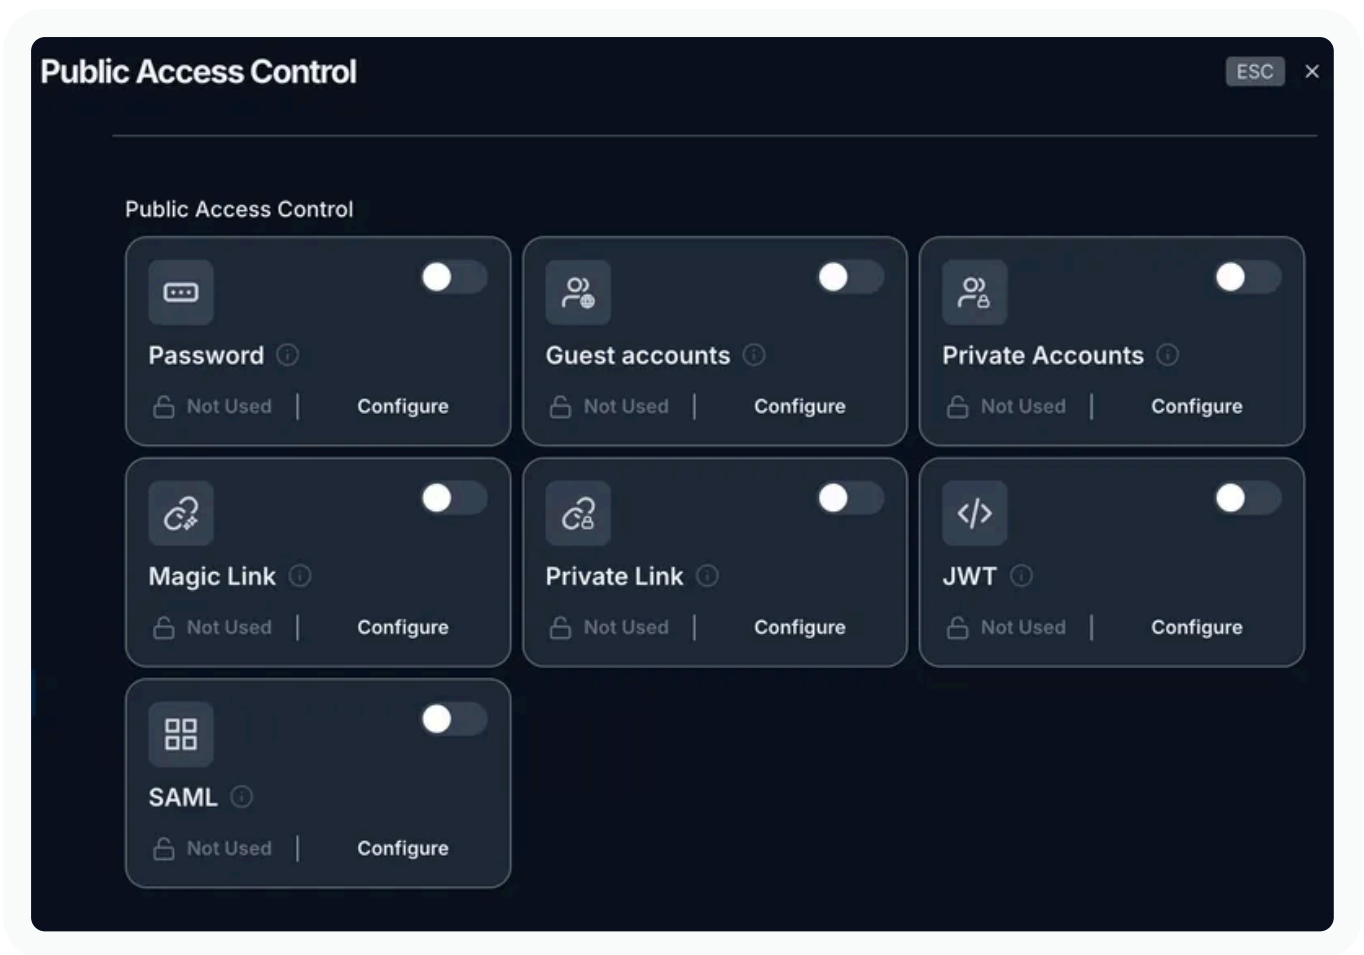 Public Access Control
ESC
Public Access Control
Password
Not Used | Configure
Guest accounts
Not Used | Configure
Private Accounts
Not Used | Configure
Magic Link
Not Used | Configure
Private Link
Not Used | Configure
JWT
Not Used | Configure
SAML
Not Used | Configure